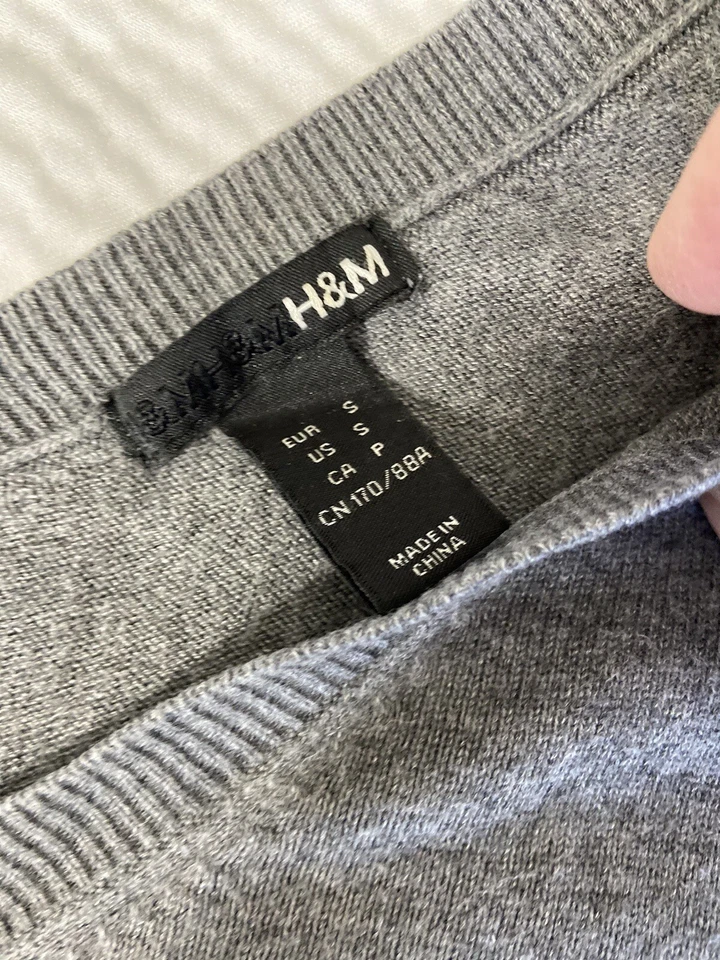 &M H&M H&M
EUR S
US S
CA P
CN 170/88A
MADE IN
CHINA